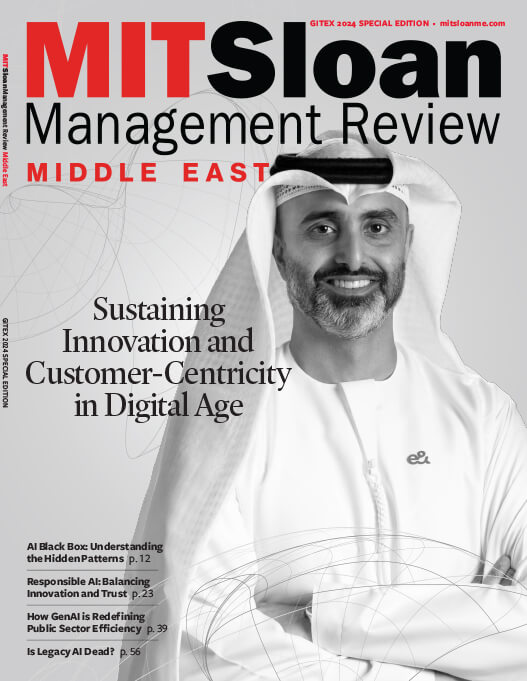 GITEX 2024 SPECIAL EDITION • mitsloanme.com
MITSloan
Management Review
MIDDLE EAST
MITSloan Management Review Middle East
GITEX 2024 SPECIAL EDITION
Sustaining
Innovation and
Customer-Centricity
in Digital Age
e&
AI Black Box: Understanding
the Hidden Patterns p. 12
Responsible AI: Balancing
Innovation and Trust p. 23
How GenAI is Redefining
Public Sector Efficiency p. 39
Is Legacy AI Dead? p. 56